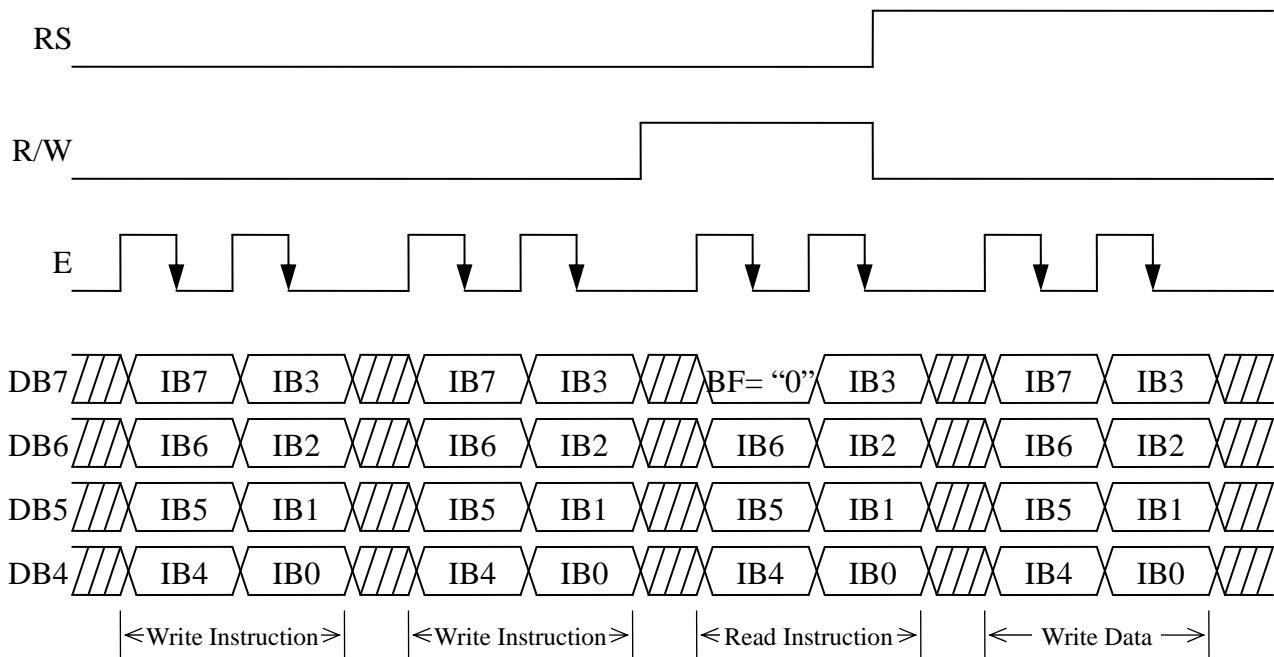 RS
R/W
E
DB7 IB7 IB3 IB7 IB3 BF= “0” IB3 IB7 IB3
DB6 IB6 IB2 IB6 IB2 IB6 IB2 IB6 IB2
DB5 IB5 IB1 IB5 IB1 IB5 IB1 IB5 IB1
DB4 IB4 IB0 IB4 IB0 IB4 IB0 IB4 IB0
Write Instruction Write Instruction Read Instruction Write Data